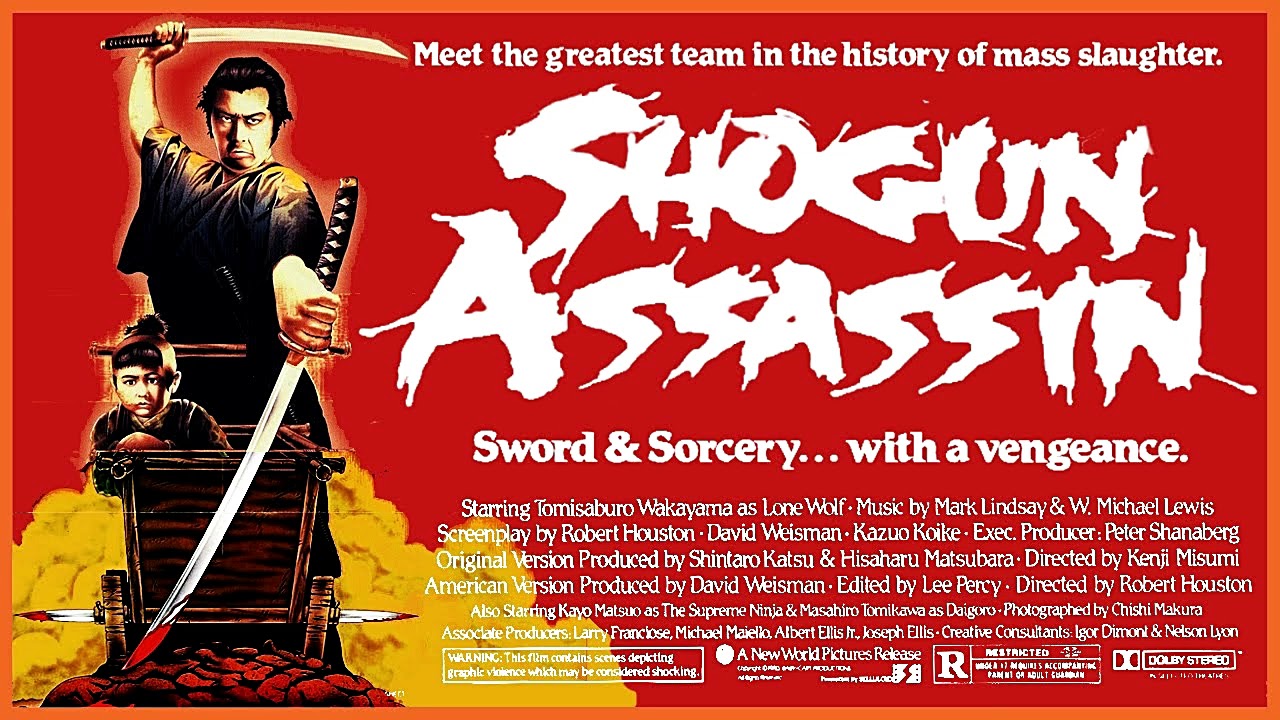 Meet the greatest team in the history of mass slaughter.
SHOGUN
ASSASSIN
Sword & Sorcery... with a vengeance.
Starring Tomisaburo Wakayama as Lone Wolf · Music by Mark Lindsay & W. Michael Lewis
Screenplay by Robert Houston · David Weisman · Kazuo Koike · Exec. Producer: Peter Shanaberg
Original Version Produced by Shintaro Katsu & Hisaharu Matsubara · Directed by Kenji Misumi
American Version Produced by David Weisman · Edited by Lee Percy · Directed by Robert Houston
Also Starring Kayo Matsuo as The Supreme Ninja & Masahiro Tomikawa as Daigoro · Photographed by Chishi Makura
Associate Producers: Larry Franciose, Michael Maiello, Albert Ellis Jr., Joseph Ellis · Creative Consultants: Igor Dimont & Nelson Lyon
WARNING: This film contains scenes depicting
graphic violence which may be considered shocking.
A New World Pictures Release
All Rights Reserved
R
RESTRICTED
UNDER 17 REQUIRES ACCOMPANYING
PARENT OR ADULT GUARDIAN
DOLBY STEREO
IN SELECTED THEATRES